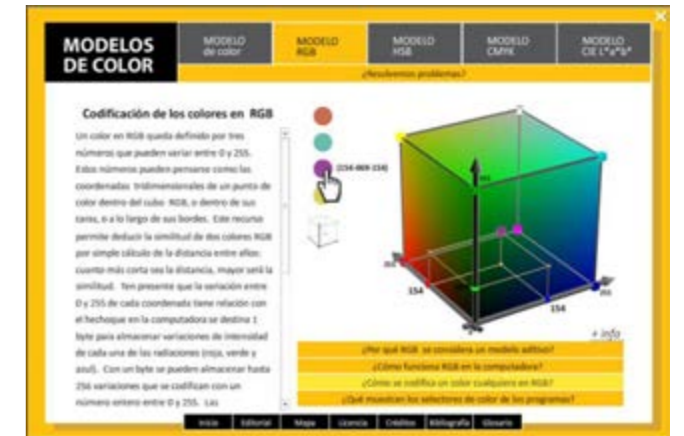 MODELOS
DE COLOR
MODELO
de color
MODELO
RGB
MODELO
HSB
MODELO
CMYK
MODELO
CIE L*a*b*
¿Resolvemos problemas?
Codificación de los colores en RGB
Un color en RGB queda definido por tres
números que pueden variar entre 0 y 255.
Estos números pueden pensarse como las
coordenadas tridimensionales de un punto de
color dentro del cubo RGB, o dentro de sus
caras, o a lo largo de sus bordes. Este recurso
permite deducir la similitud de dos colores RGB
por simple cálculo de la distancia entre ellos:
cuanto más corta sea la distancia, mayor será la
similitud. Ten presente que la variación entre
0 y 255 de cada coordenada tiene relación con
el hechoque en la computadora se destina 1
byte para almacenar variaciones de intensidad
de cada una de las radiaciones (roja, verde y
azul). Con un byte se pueden almacenar hasta
256 variaciones que se codifican con un
número entero entre 0 y 255. Las
(154-069-154)
255
255
154
154
255
0
+ info
¿Por qué RGB se considera un modelo aditivo?
¿Cómo funciona RGB en la computadora?
¿Cómo se codifica un color cualquiera en RGB?
¿Qué muestran los selectores de color de los programas?
Inicio Editorial Mapa Licencia Créditos Bibliografía Glosario